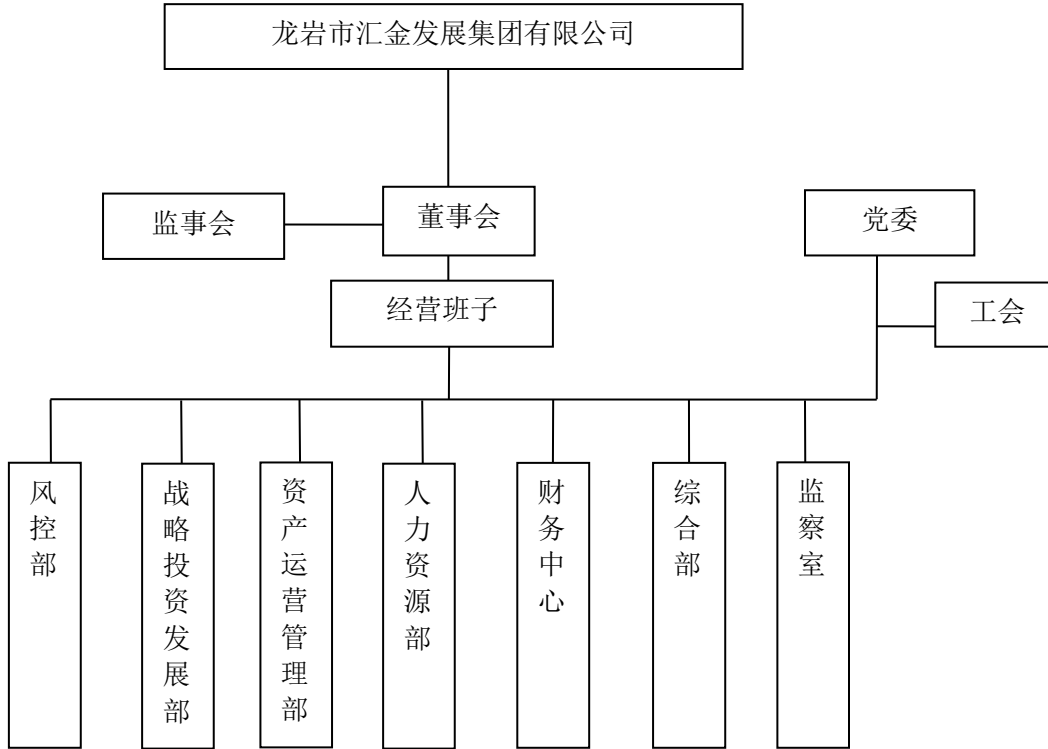 龙岩市汇金发展集团有限公司
监事会
董事会
党委
经营班子
工会
风控部
战略投资发展部
资产运营管理部
人力资源部
财务中心
综合部
监察室